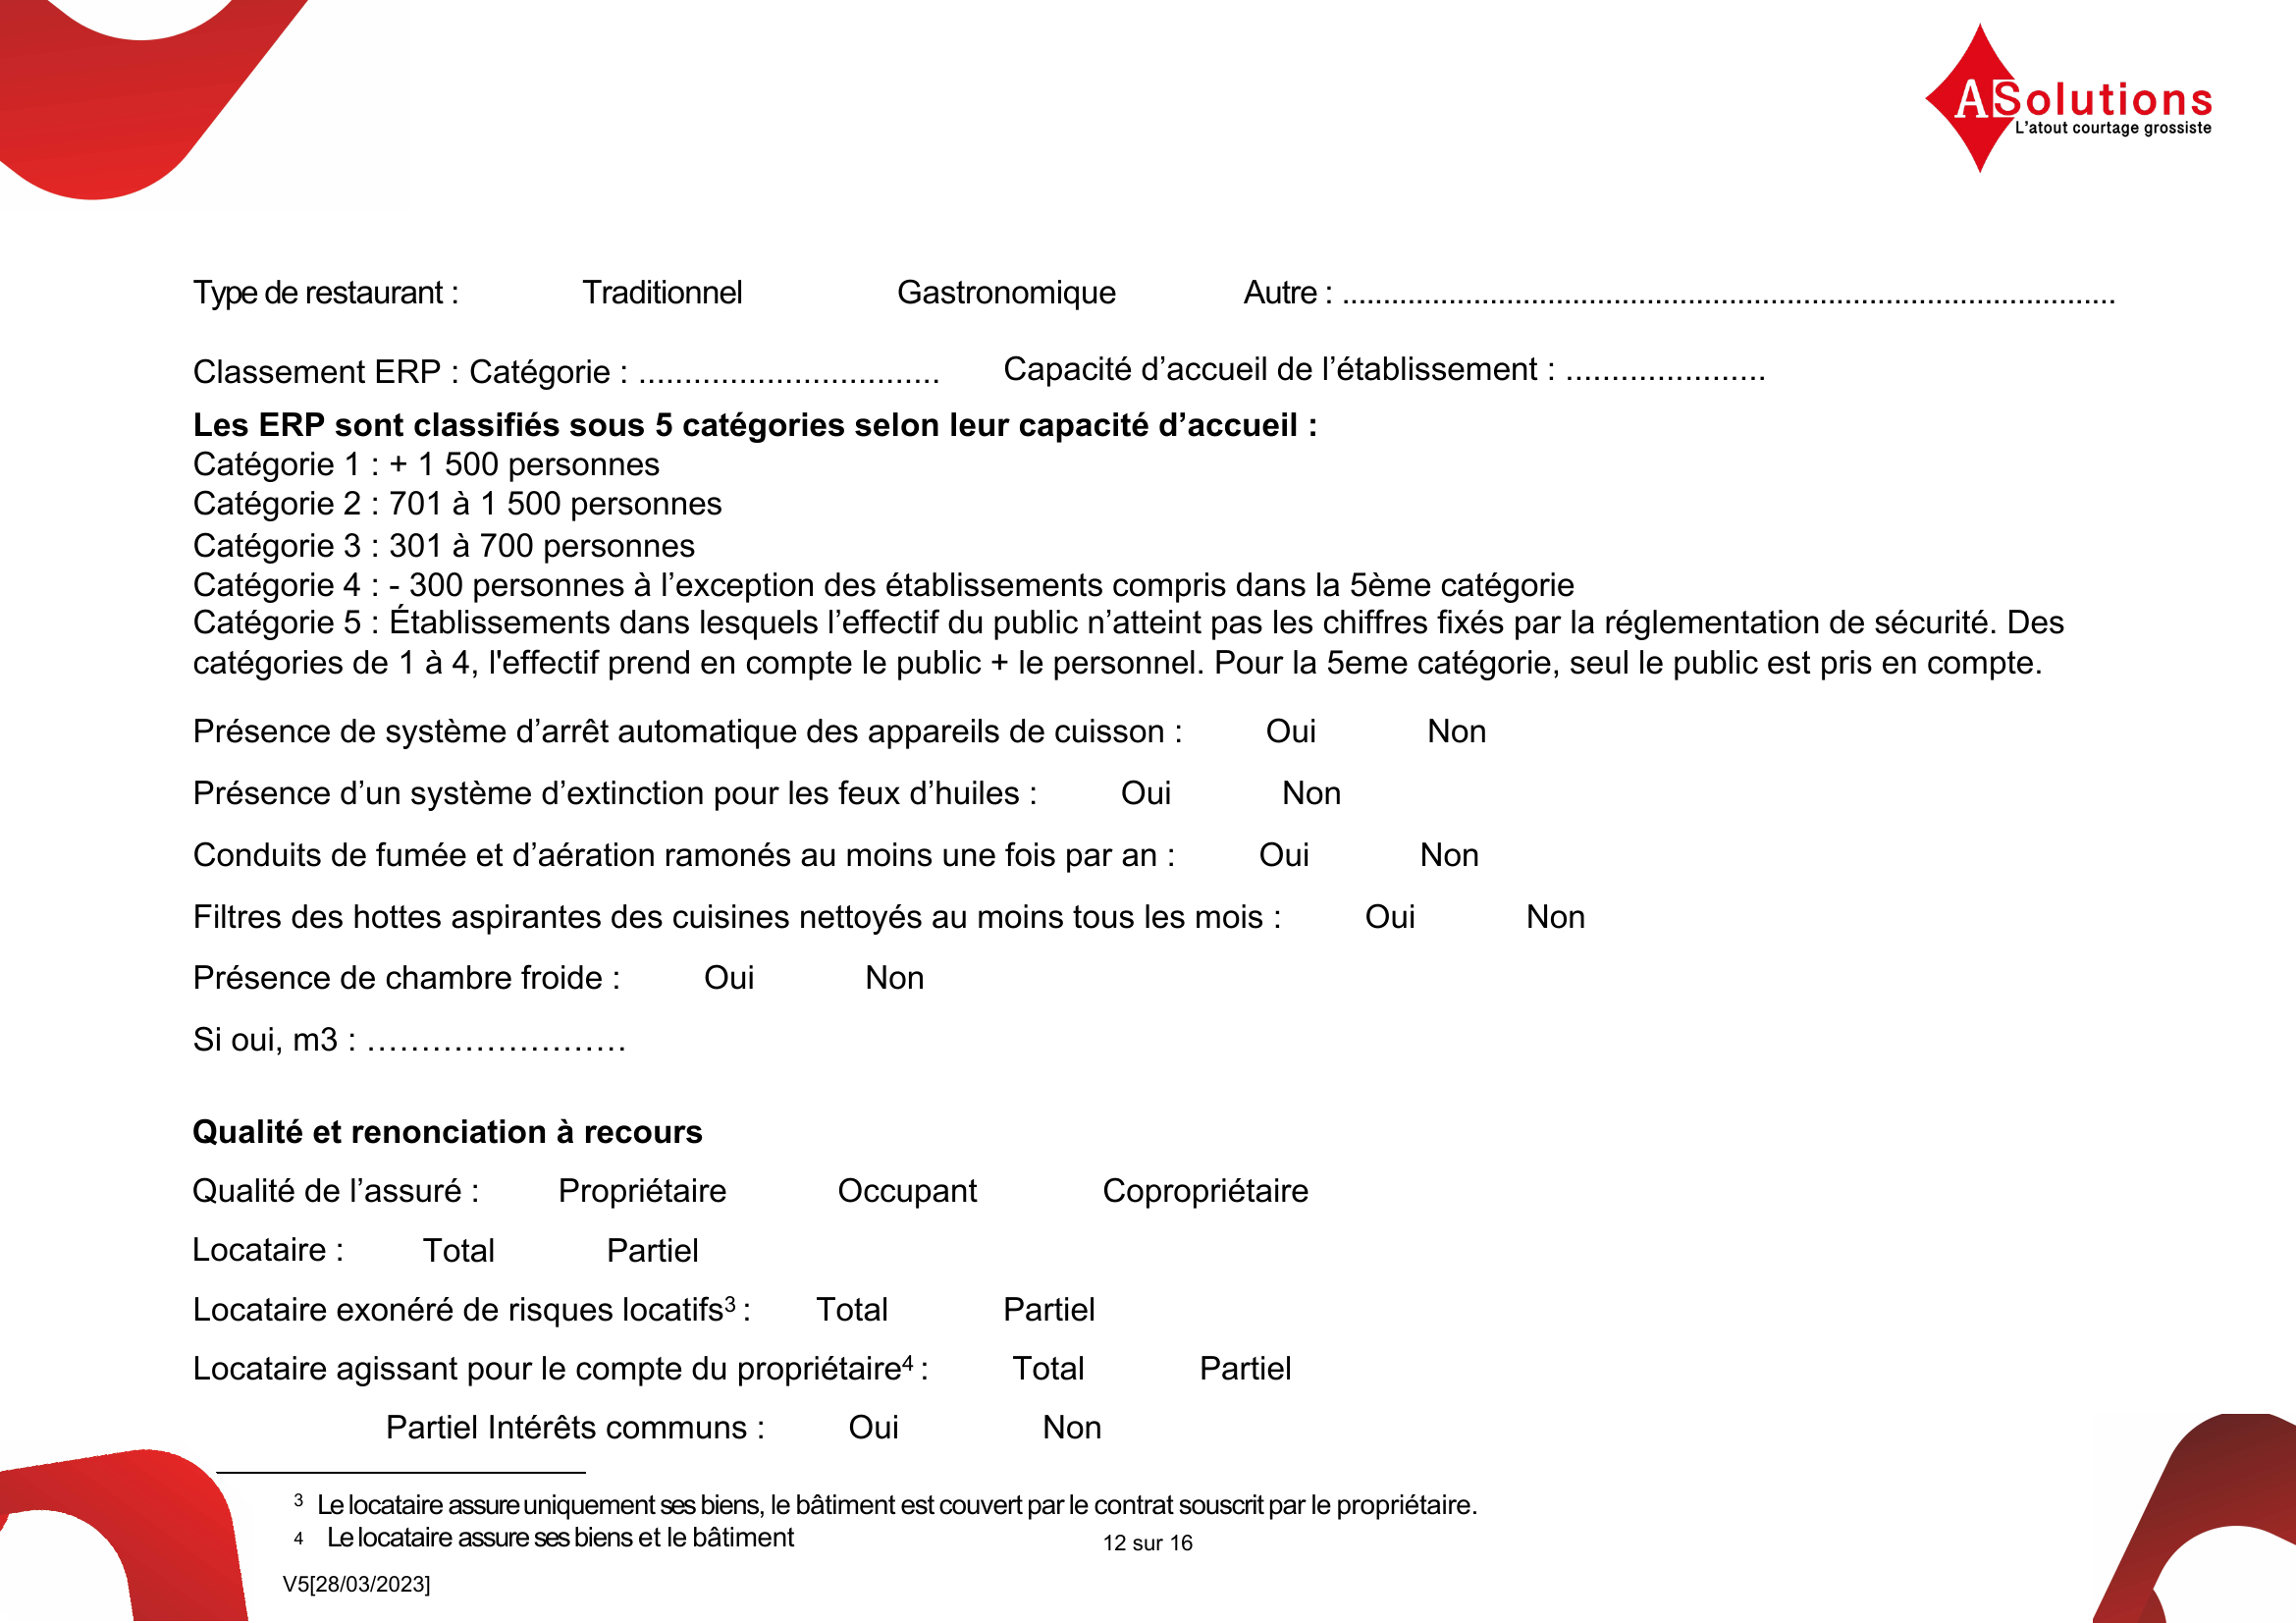 ASolutions
L’atout courtage grossiste
Type de restaurant : Traditionnel Gastronomique Autre : ..............................................................................................
Classement ERP : Catégorie : ................................. Capacité d’accueil de l’établissement : ......................
Les ERP sont classifiés sous 5 catégories selon leur capacité d’accueil :
Catégorie 1 : + 1 500 personnes
Catégorie 2 : 701 à 1 500 personnes
Catégorie 3 : 301 à 700 personnes
Catégorie 4 : - 300 personnes à l’exception des établissements compris dans la 5ème catégorie
Catégorie 5 : Établissements dans lesquels l’effectif du public n’atteint pas les chiffres fixés par la réglementation de sécurité. Des
catégories de 1 à 4, l'effectif prend en compte le public + le personnel. Pour la 5eme catégorie, seul le public est pris en compte.
Présence de système d’arrêt automatique des appareils de cuisson : Oui Non
Présence d’un système d’extinction pour les feux d’huiles : Oui Non
Conduits de fumée et d’aération ramonés au moins une fois par an : Oui Non
Filtres des hottes aspirantes des cuisines nettoyés au moins tous les mois : Oui Non
Présence de chambre froide : Oui Non
Si oui, m3 : ……………………
Qualité et renonciation à recours
Qualité de l’assuré : Propriétaire Occupant Copropriétaire
Locataire : Total Partiel
Locataire exonéré de risques locatifs³ : Total Partiel
Locataire agissant pour le compte du propriétaire⁴ : Total Partiel
Partiel Intérêts communs : Oui Non
³ Le locataire assure uniquement ses biens, le bâtiment est couvert par le contrat souscrit par le propriétaire.
⁴ Le locataire assure ses biens et le bâtiment
12 sur 16
V5[28/03/2023]